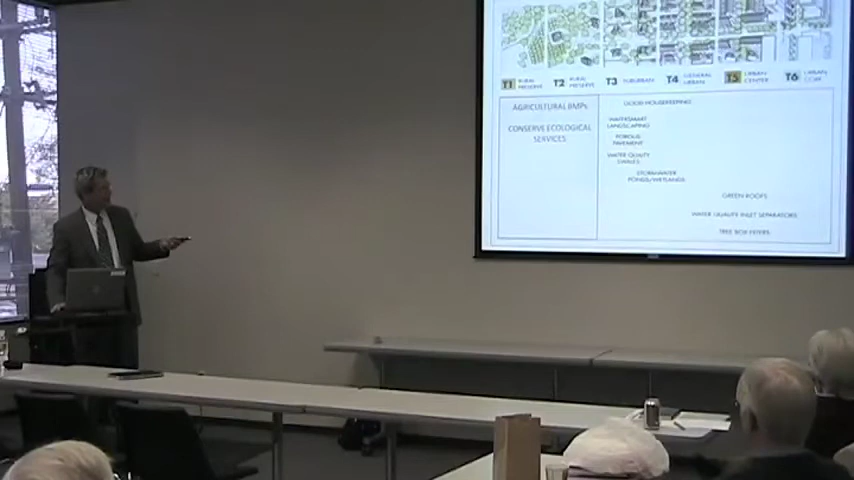 T1 RURAL PRESERVE
T2 RURAL RESERVE
T3 SUBURBAN
T4 GENERAL URBAN
T5 URBAN CENTER
T6 URBAN CORE
AGRICULTURAL BMPs
CONSERVE ECOLOGICAL
SERVICES
GOOD HOUSEKEEPING
WATERSMART
LANDSCAPING
POROUS
PAVEMENT
WATER QUALITY
SWALES
STORMWATER
PONDS/WETLANDS
GREEN ROOFS
WATER QUALITY INLET SEPARATORS
TREE BOX FILTERS